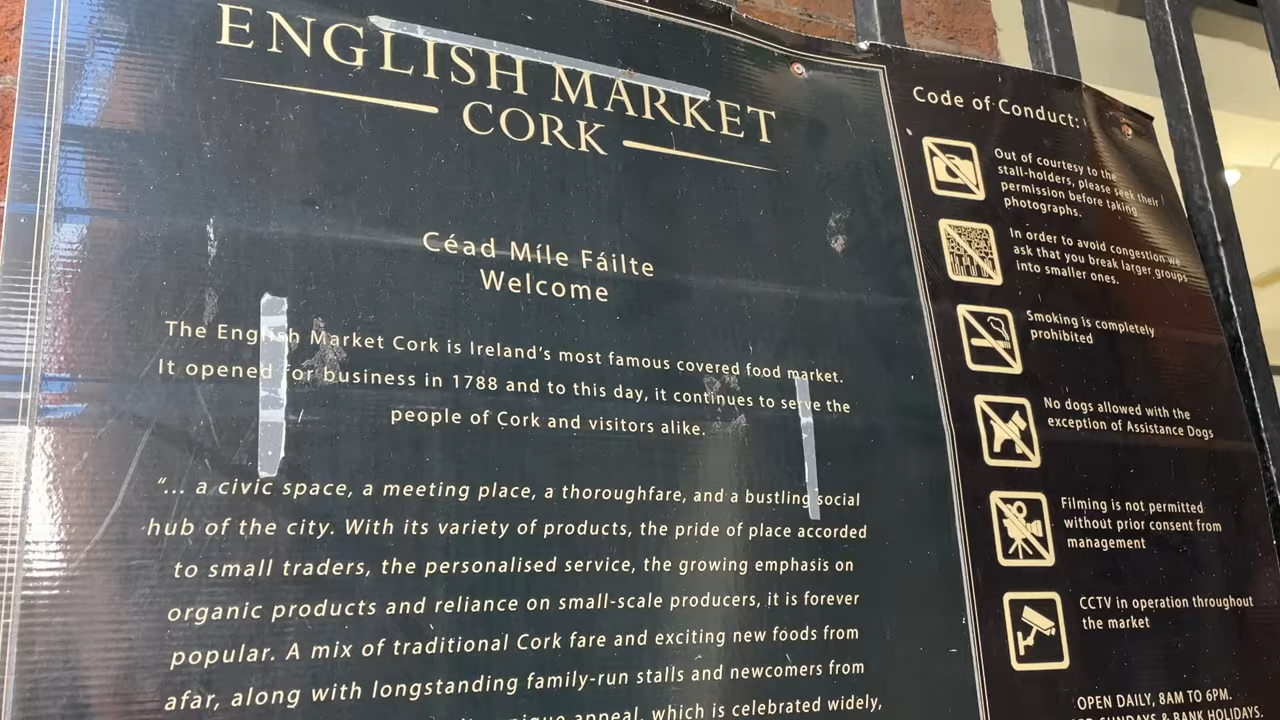 ENGLISH MARKET
CORK
Céad Míle Fáilte
Welcome
The English Market Cork is Ireland's most famous covered food market.
It opened for business in 1788 and to this day, it continues to serve the
people of Cork and visitors alike.
"... a civic space, a meeting place, a thoroughfare, and a bustling social
hub of the city. With its variety of products, the pride of place accorded
to small traders, the personalised service, the growing emphasis on
organic products and reliance on small-scale producers, it is forever
popular. A mix of traditional Cork fare and exciting new foods from
afar, along with longstanding family-run stalls and newcomers from
appeal, which is celebrated widely,
Code of Conduct:
Out of courtesy to the
stall-holders, please seek their
permission before taking
photographs.
In order to avoid congestion we
ask that you break larger groups
into smaller ones.
Smoking is completely
prohibited
No dogs allowed with the
exception of Assistance Dogs
Filming is not permitted
without prior consent from
management
CCTV in operation throughout
the market
OPEN DAILY, 8AM TO 6PM.
SUNDAYS & BANK HOLIDAYS.